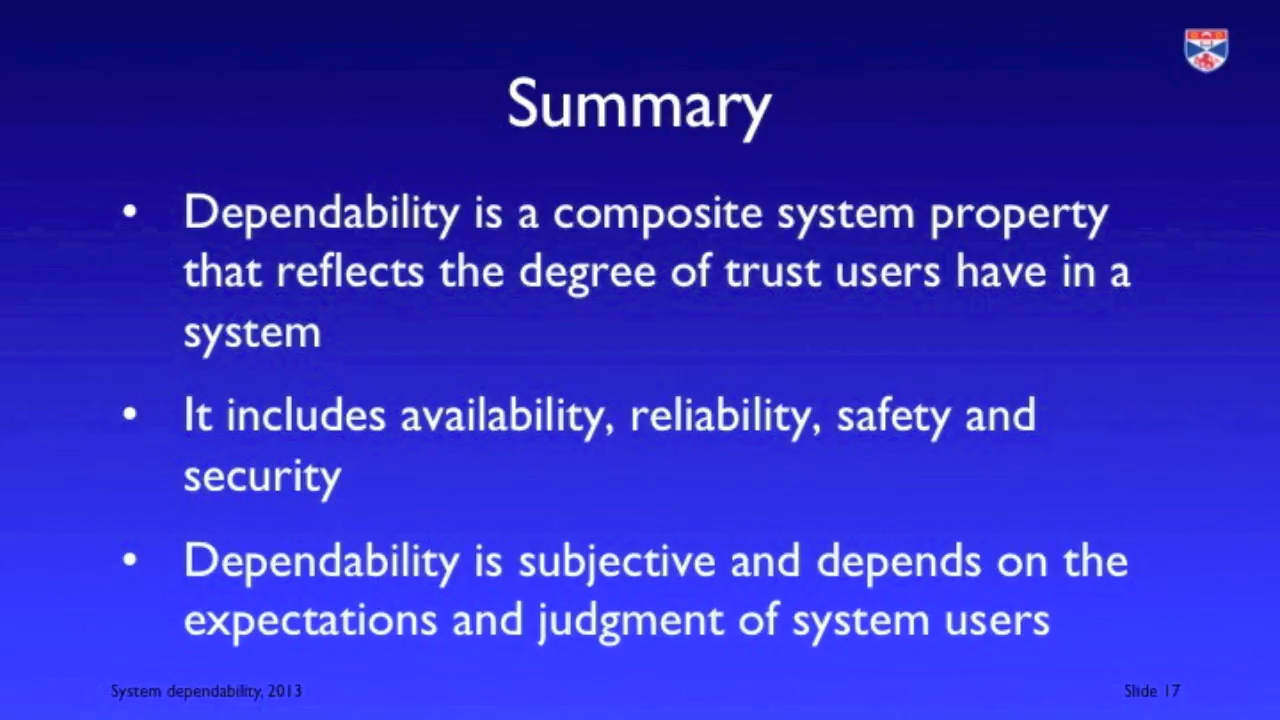 Summary
• Dependability is a composite system property
that reflects the degree of trust users have in a
system
• It includes availability, reliability, safety and
security
• Dependability is subjective and depends on the
expectations and judgment of system users
System dependability, 2013
Slide 17